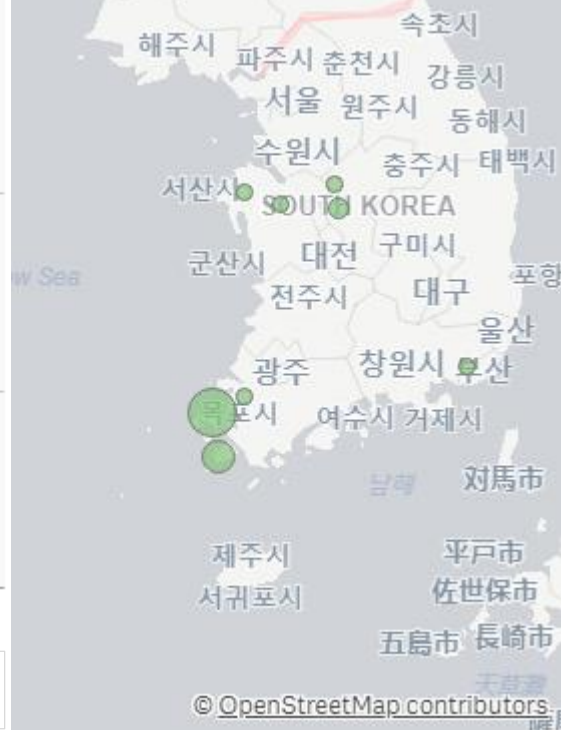 속초시
해주시 파주시 춘천시
강릉시
서울 원주시
동해시
수원시
충주시 태백시
서산시
SOUTH KOREA
대전 구미시
군산시
w Sea
포항
전주시 대구
울산
광주 창원시 부산
목포시 여수시 거제시
남해
対馬市
제주시
平戸市
서귀포시
佐世保市
五島市 長崎市
天草灘
© OpenStreetMap contributors